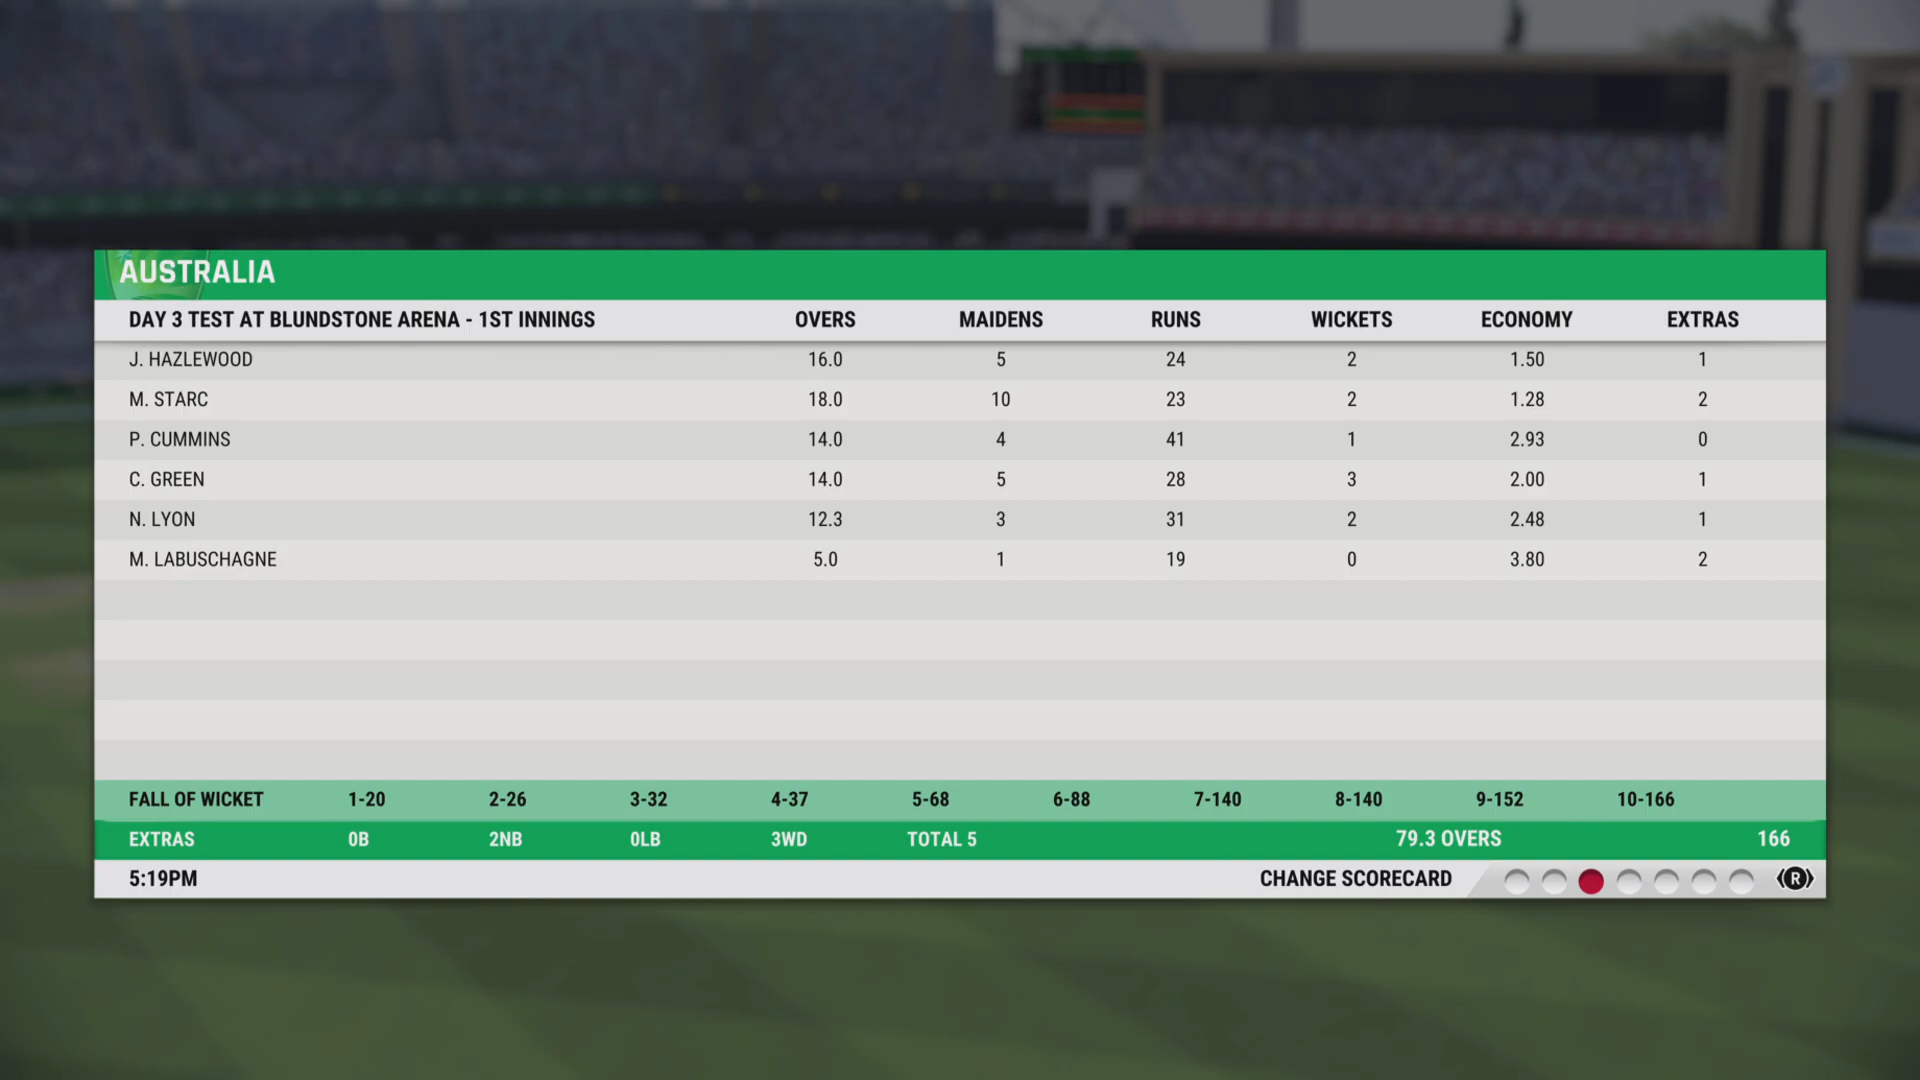 AUSTRALIA
DAY 3 TEST AT BLUNDSTONE ARENA - 1ST INNINGS OVERS MAIDENS RUNS WICKETS ECONOMY EXTRAS
J. HAZLEWOOD 16.0 5 24 2 1.50 1
M. STARC 18.0 10 23 2 1.28 2
P. CUMMINS 14.0 4 41 1 2.93 0
C. GREEN 14.0 5 28 3 2.00 1
N. LYON 12.3 3 31 2 2.48 1
M. LABUSCHAGNE 5.0 1 19 0 3.80 2
FALL OF WICKET 1-20 2-26 3-32 4-37 5-68 6-88 7-140 8-140 9-152 10-166
EXTRAS 0B 2NB 0LB 3WD TOTAL 5 79.3 OVERS 166
5:19PM CHANGE SCORECARD R